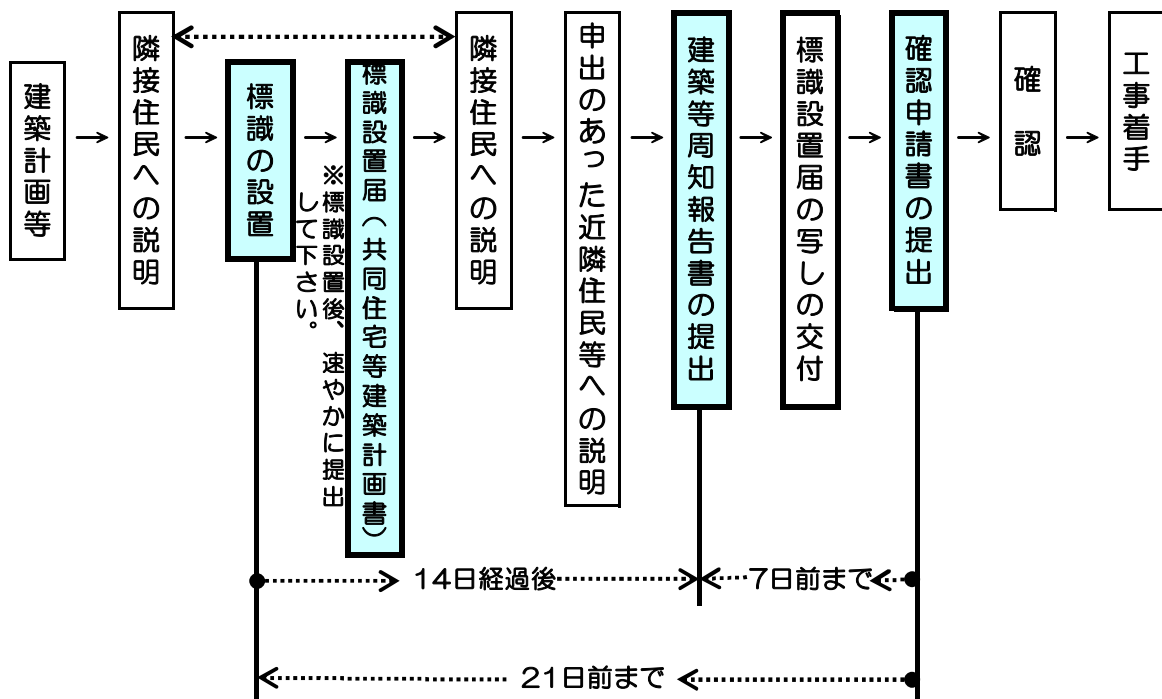 建築計画等
隣接住民への説明
標識の設置
標識設置届（共同住宅等建築計画書）
※標識設置後、速やかに提出
して下さい。
隣接住民への説明
申出のあった近隣住民等への説明
建築等周知報告書の提出
標識設置届の写しの交付
確認申請書の提出
確認
工事着手
14日経過後
7日前まで
21日前まで